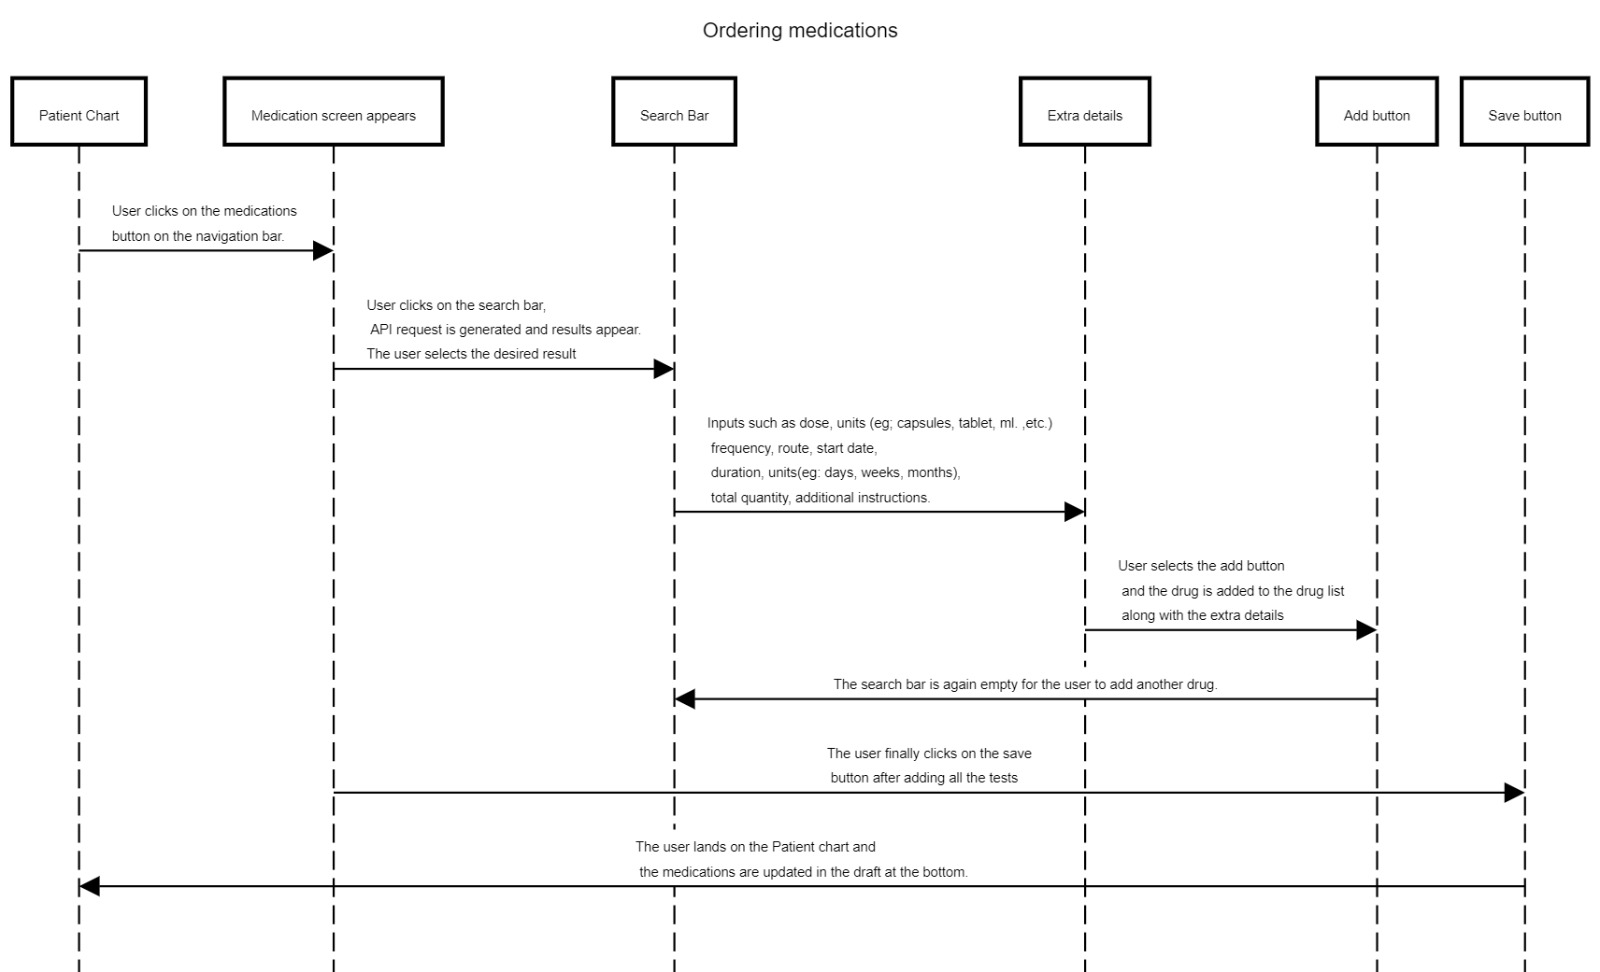 Ordering medications
Patient Chart
Medication screen appears
Search Bar
Extra details
Add button
Save button
User clicks on the medications
button on the navigation bar.
User clicks on the search bar,
API request is generated and results appear.
The user selects the desired result
Inputs such as dose, units (eg; capsules, tablet, ml. ,etc.)
frequency, route, start date,
duration, units(eg: days, weeks, months),
total quantity, additional instructions.
User selects the add button
and the drug is added to the drug list
along with the extra details
The search bar is again empty for the user to add another drug.
The user finally clicks on the save
button after adding all the tests
The user lands on the Patient chart and
the medications are updated in the draft at the bottom.